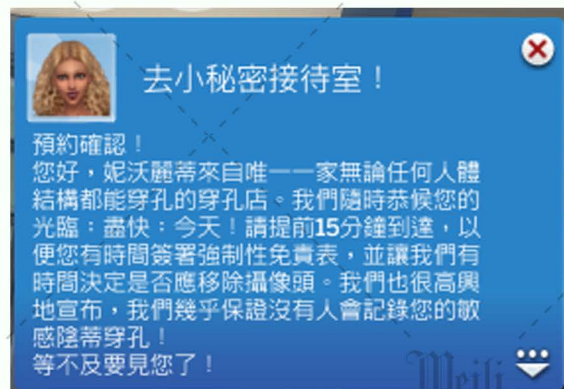 去小秘密接待室！
預約確認！
您好，妮沃麗蒂來自唯一一家無論任何人體
結構都能穿孔的穿孔店。我們隨時恭候您的
光臨：盡快：今天！請提前15分鐘到達，以
便您有時間簽署強制性免責表，並讓我們有
時間決定是否應移除攝像頭。我們也很高興
地宣布，我們幾乎保證沒有人會記錄您的敏
感陰蒂穿孔！
等不及要見您了！
Meili